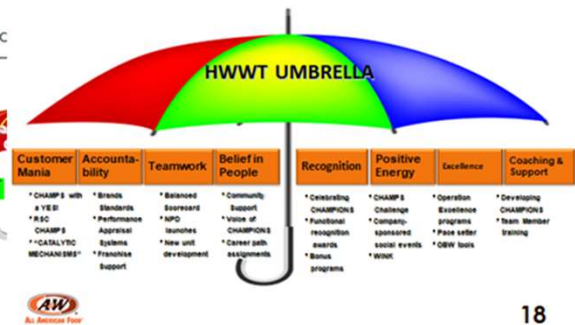 C
HWWT UMBRELLA
Customer
Mania
Accounta-
bility
Teamwork
Belief in
People
Recognition
Positive
Energy
Excellence
Coaching &
Support
* CHAMPS with
a YES!
* RSC
CHAMPS
* "CATALYTIC
MECHANISMS"
* Brands
Standards
* Performance
Appraisal
Systems
* Franchise
Support
* Balanced
Scorecard
* NPD
launches
* New unit
development
* Community
Support
* Voice of
CHAMPIONS
* Career path
assignments
* Celebrating
CHAMPIONS
* Functional
recognition
awards
* Bonus
programs
* CHAMPS
Challenge
* Company-
sponsored
social events
* WINK
* Operation
Excellence
programs
* Pace setter
* OBW tools
* Developing
CHAMPIONS
* Team Member
training
A&W
ALL AMERICAN FOOD
18